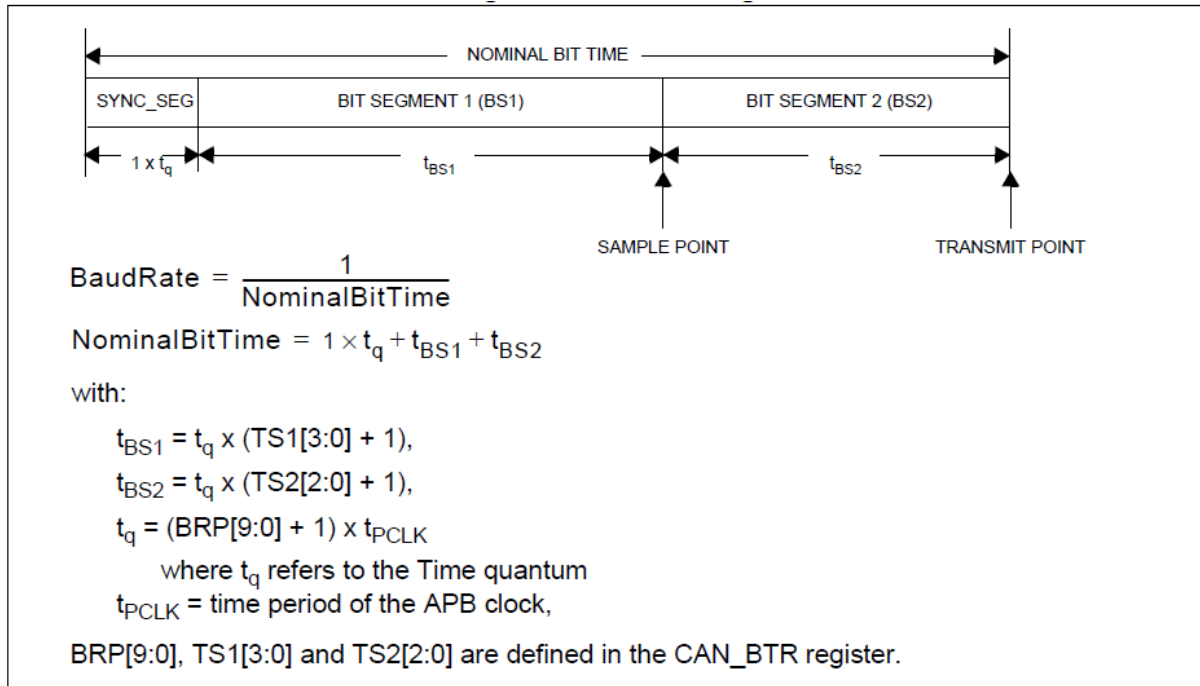 NOMINAL BIT TIME
SYNC_SEG BIT SEGMENT 1 (BS1) BIT SEGMENT 2 (BS2)
1 x tq tBS1 tBS2
SAMPLE POINT TRANSMIT POINT
BaudRate = 1
NominalBitTime
NominalBitTime = 1 × tq + tBS1 + tBS2
with:
tBS1 = tq x (TS1[3:0] + 1),
tBS2 = tq x (TS2[2:0] + 1),
tq = (BRP[9:0] + 1) x tPCLK
where tq refers to the Time quantum
tPCLK = time period of the APB clock,
BRP[9:0], TS1[3:0] and TS2[2:0] are defined in the CAN_BTR register.